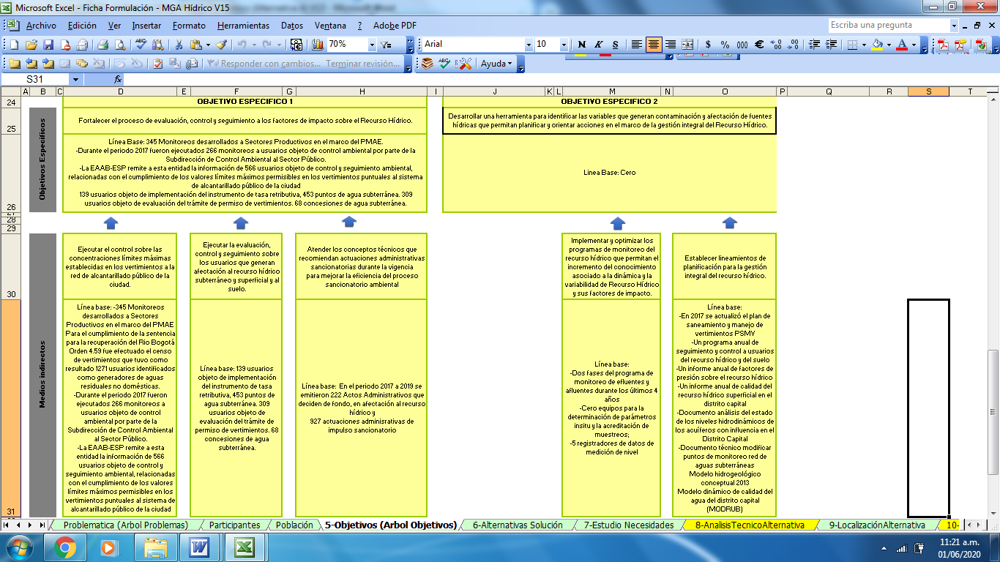 Microsoft Excel - Ficha Formulación - MGA Hídrico V15
Archivo Edición Ver Insertar Formato Herramientas Datos Ventana ? Adobe PDF
Escriba una pregunta
70%
Arial
10
N K S
$ % 000 €
Responder con cambios... Terminar revisión...
Ayuda
S31
fx
A B C D E F G H I J K L M N O P Q R S T
24
25
26
27
28
29
30
31
Objetivos Específicos
OBJETIVO ESPECIFICO 1
Fortalecer el proceso de evaluación, control y seguimiento a los factores de impacto sobre el Recurso Hídrico.
Línea Base: 345 Monitoreos desarrollados a Sectores Productivos en el marco del PMAE.
-Durante el periodo 2017 fueron ejecutados 266 monitoreos a usuarios objeto de control ambiental por parte de la
Subdirección de Control Ambiental al Sector Público.
-La EAAB-ESP remite a esta entidad la información de 566 usuarios objeto de control y seguimiento ambiental,
relacionadas con el cumplimiento de los valores límites máximos permisibles en los vertimientos puntuales al sistema
de alcantarillado público de la ciudad
139 usuarios objeto de implementación del instrumento de tasa retributiva, 453 puntos de agua subterránea. 309
usuarios objeto de evaluación del trámite de permiso de vertimientos. 68 concesiones de agua subterránea.
OBJETIVO ESPECIFICO 2
Desarrollar una herramienta para identificar las variables que generan contaminación y afectación de fuentes
hídricas que permitan planificar y orientar acciones en el marco de la gestión integral del Recurso Hídrico.
Linea Base: Cero
Medios indirectos
Ejecutar el control sobre las
concentraciones límites máximas
establecidas en los vertimientos a la
red de alcantarillado público de la
ciudad.
Línea base: -345 Monitoreos
desarrollados a Sectores
Productivos en el marco del PMAE
Para el cumplimiento de la sentencia
para la recuperación del Rio Bogotá
Orden 4.59 fue efectuado el censo
de vertimientos que tuvo como
resultado 1271 usuarios identificados
como generadores de aguas
residuales no domésticas.
-Durante el periodo 2017 fueron
ejecutados 266 monitoreos a
usuarios objeto de control
ambiental por parte de la
Subdirección de Control Ambiental
al Sector Público.
-La EAAB-ESP remite a esta
entidad la información de 566
usuarios objeto de control y
seguimiento ambiental, relacionadas
con el cumplimiento de los valores
límites máximos permisibles en los
vertimientos puntuales al sistema de
alcantarillado público de la ciudad
Ejecutar la evaluación,
control y seguimiento sobre
los usuarios que generan
afectación al recurso hídrico
subterráneo y superficial y al
suelo.
Línea base: 139 usuarios
objeto de implementación
del instrumento de tasa
retributiva, 453 puntos de
agua subterránea. 309
usuarios objeto de
evaluación del trámite de
permiso de vertimientos. 68
concesiones de agua
subterránea.
Atender los conceptos técnicos que
recomiendan actuaciones administrativas
sancionatorias durante la vigencia
para mejorar la eficiencia del proceso
sancionatorio ambiental
Línea base: En el periodo 2017 a 2019 se
emitieron 222 Actos Administrativos que
deciden de fondo, en afectación al recurso
hídrico y
927 actuaciones adminisrativas de
impulso sancionatorio
Implementar y optimizar los
programas de monitoreo del
recurso hídrico que permitan el
incremento del conocimiento
asociado a la dinámica y la
variabilidad de Recurso Hídrico
y sus factores de impacto.
Línea base:
-Dos fases del programa de
monitoreo de efluentes y
afluentes durante los últimos 4
años
-Cero equipos para la
determinación de parámetros
insitu y la acreditación de
muestreos;
-5 registradores de datos de
medición de nivel
Establecer lineamientos de
planificación para la gestión
integral del recurso hídrico.
Línea base:
-En 2017 se actualizó el plan de
saneamiento y manejo de
vertimientos PSMV
-Un programa anual de
seguimiento y control a usuarios
del recurso hídrico y del suelo
-Un informe anual de factores de
presión sobre el recurso hídrico
-Un informe anual de calidad del
recurso hídrico superficial en el
distrito capital
-Documento análisis del estado
de los niveles hidrodinámicos de
los acuíferos con influencia en el
Distrito Capital
-Documento técnico modificar
puntos de monitoreo red de
aguas subterráneas
Modelo hidrogeológico
conceptual 2013
Modelo dinámico de calidad del
agua del distrito capital
(MODRUB)
Problematica (Arbol Problemas) Participantes Población 5-Objetivos (Arbol Objetivos) 6-Alternativas Solución 7-Estudio Necesidades 8-AnalisisTecnicoAlternativa 9-LocalizaciónAlternativa 10-
11:21 a.m.
01/06/2020